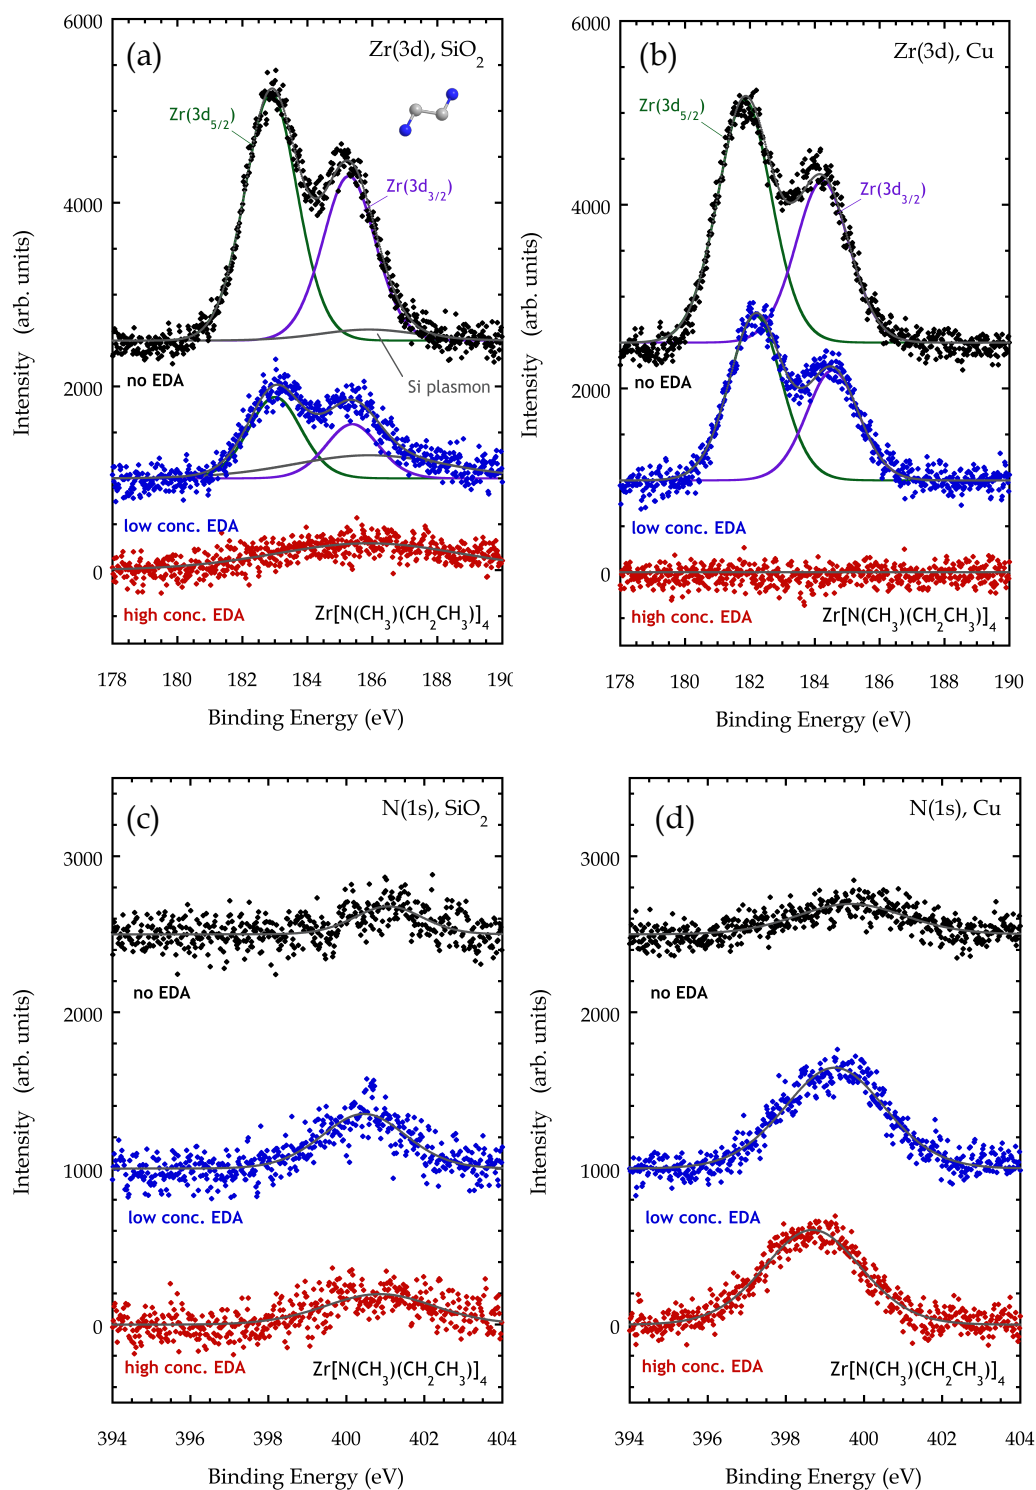 (a)
Zr(3d), SiO2
6000
Zr(3d5/2)
Zr(3d3/2)
4000
Si plasmon
no EDA
2000
low conc. EDA
0
high conc. EDA
Zr[N(CH3)(CH2CH3)]4
178 180 182 184 186 188 190
Binding Energy (eV)
Intensity (arb. units)
(b)
Zr(3d), Cu
6000
Zr(3d5/2)
Zr(3d3/2)
4000
no EDA
2000
low conc. EDA
0
high conc. EDA
Zr[N(CH3)(CH2CH3)]4
178 180 182 184 186 188 190
Binding Energy (eV)
Intensity (arb. units)
(c)
N(1s), SiO2
3000
no EDA
2000
1000
low conc. EDA
0
high conc. EDA
Zr[N(CH3)(CH2CH3)]4
394 396 398 400 402 404
Binding Energy (eV)
Intensity (arb. units)
(d)
N(1s), Cu
3000
no EDA
2000
1000
low conc. EDA
0
high conc. EDA
Zr[N(CH3)(CH2CH3)]4
394 396 398 400 402 404
Binding Energy (eV)
Intensity (arb. units)